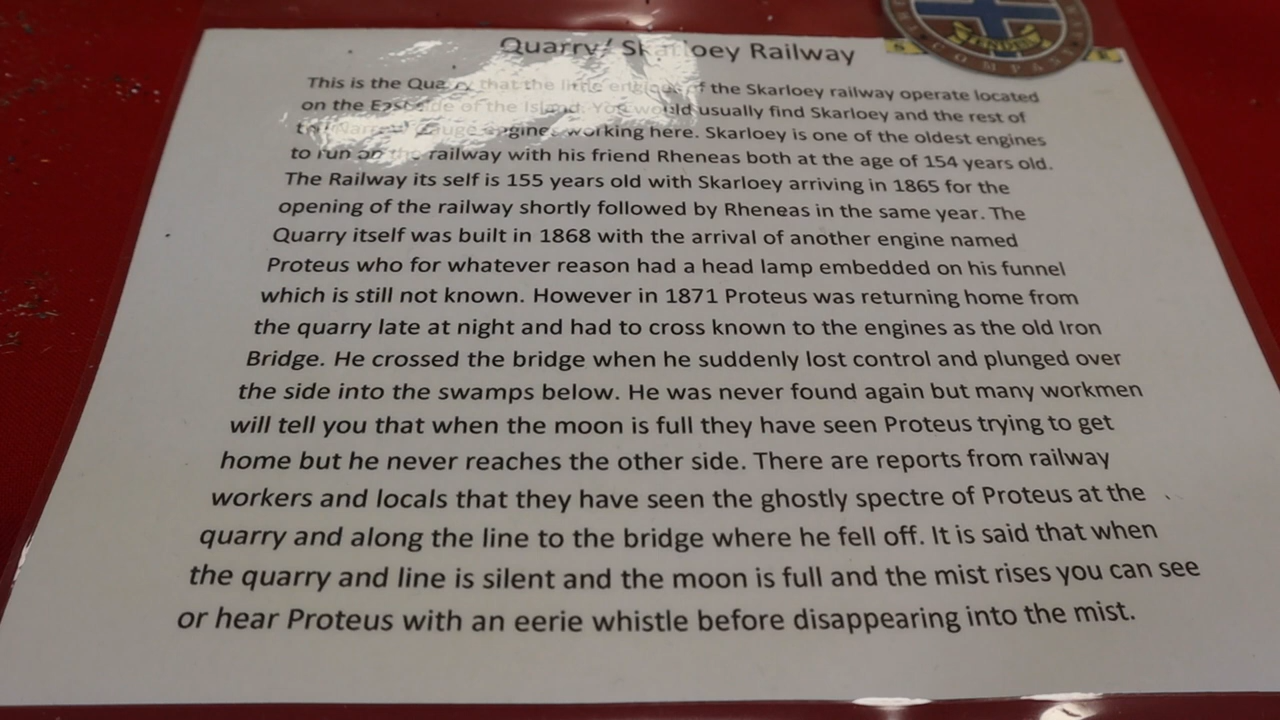 Quarry/ Skarloey Railway
This is the Quarry that the little engines of the Skarloey railway operate located
on the East side of the Island. You would usually find Skarloey and the rest of
Narrow Gauge engines working here. Skarloey is one of the oldest engines
to run on the railway with his friend Rheneas both at the age of 154 years old.
The Railway its self is 155 years old with Skarloey arriving in 1865 for the
opening of the railway shortly followed by Rheneas in the same year. The
Quarry itself was built in 1868 with the arrival of another engine named
Proteus who for whatever reason had a head lamp embedded on his funnel
which is still not known. However in 1871 Proteus was returning home from
the quarry late at night and had to cross known to the engines as the old Iron
Bridge. He crossed the bridge when he suddenly lost control and plunged over
the side into the swamps below. He was never found again but many workmen
will tell you that when the moon is full they have seen Proteus trying to get
home but he never reaches the other side. There are reports from railway
workers and locals that they have seen the ghostly spectre of Proteus at the
quarry and along the line to the bridge where he fell off. It is said that when
the quarry and line is silent and the moon is full and the mist rises you can see
or hear Proteus with an eerie whistle before disappearing into the mist.